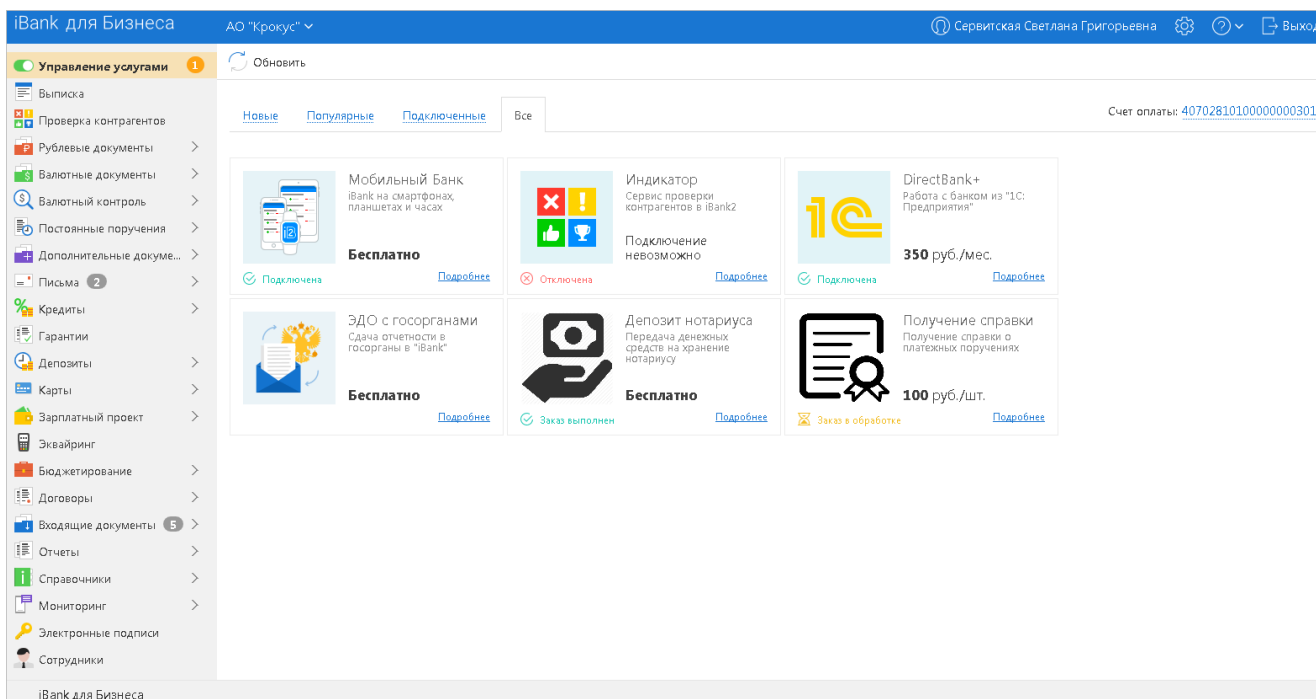 iBank для Бизнеса
АО "Крокус"
Сервитская Светлана Григорьевна
Выход
Управление услугами 1
Выписка
Проверка контрагентов
Рублевые документы
Валютные документы
Валютный контроль
Постоянные поручения
Дополнительные докуме...
Письма 2
Кредиты
Гарантии
Депозиты
Карты
Зарплатный проект
Эквайринг
Бюджетирование
Договоры
Входящие документы 5
Отчеты
Справочники
Мониторинг
Электронные подписи
Сотрудники
Обновить
Новые
Популярные
Подключенные
Все
Счет оплаты: 40702810100000000301
Мобильный Банк
iBank на смартфонах,
планшетах и часах
Бесплатно
Подключена
Подробнее
Индикатор
Сервис проверки
контрагентов в iBank2
Подключение
невозможно
Отключена
Подробнее
1С
DirectBank+
Работа с банком из "1С:
Предприятия"
350 руб./мес.
Подключена
Подробнее
ЭДО с госорганами
Сдача отчетности в
госорганы в "iBank"
Бесплатно
Подробнее
Депозит нотариуса
Передача денежных
средств на хранение
нотариусу
Бесплатно
Заказ выполнен
Подробнее
Получение справки
Получение справки о
платежных поручениях
100 руб./шт.
Заказ в обработке
Подробнее
iBank для Бизнеса